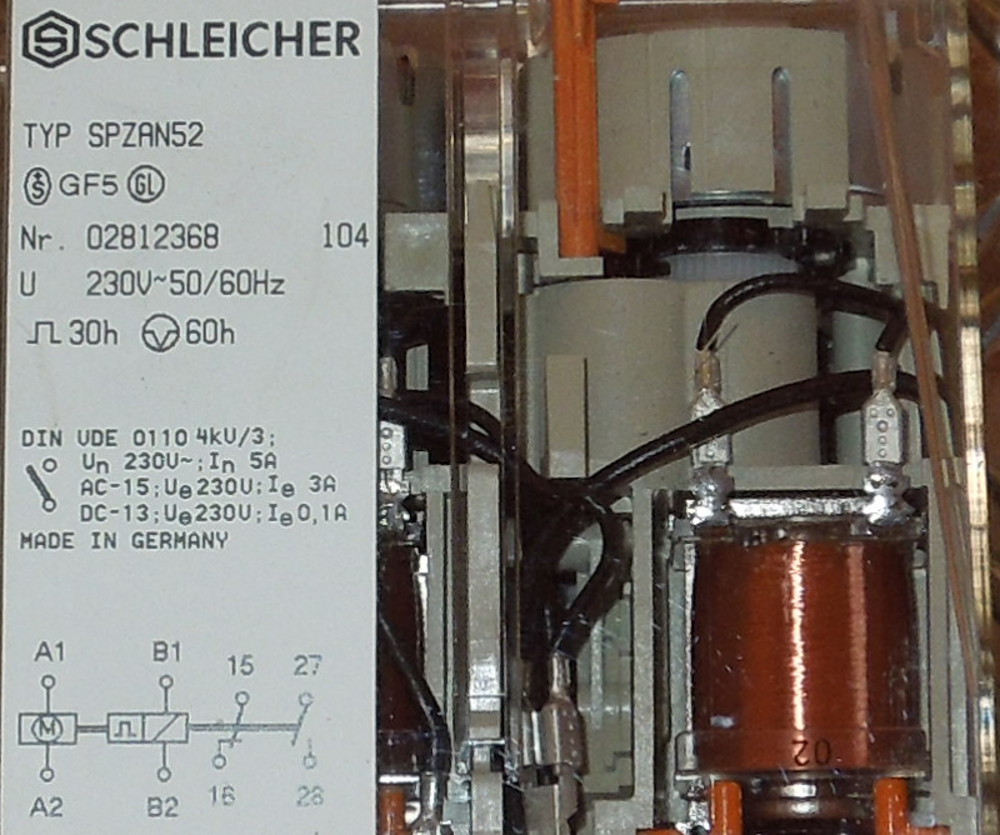 SCHLEICHER
TYP SPZAN52
GF5 GL
Nr. 02812368 104
U 230V~50/60Hz
30h 60h
DIN VDE 0110 4kV/3;
Un 230V~; In 5A
AC-15; Ue 230V; Ie 3A
DC-13; Ue 230V; Ie 0,1A
MADE IN GERMANY
A1 B1 15 27
M
A2 B2 16 28
02